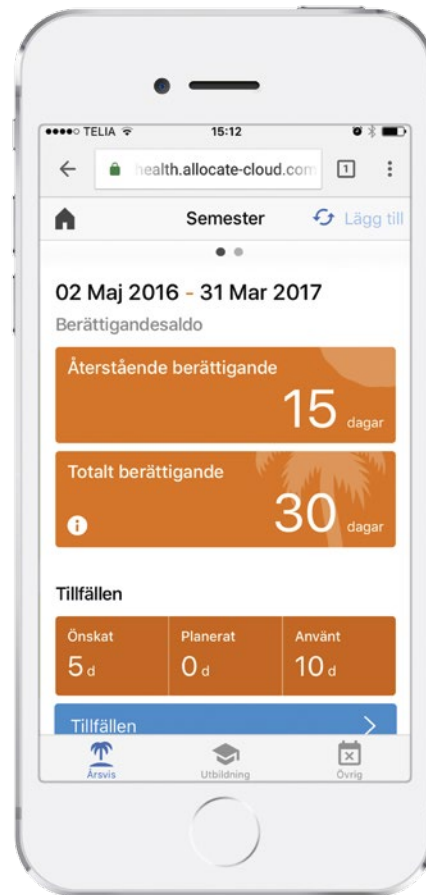 TELIA 15:12
health.allocate-cloud.com 1
Semester Lägg till
02 Maj 2016 - 31 Mar 2017
Berättigandesaldo
Återstående berättigande
15 dagar
Totalt berättigande
30 dagar
Tillfällen
Önskat Planerat Använt
5 d 0 d 10 d
Tillfällen
Årsvis Utbildning Övrig